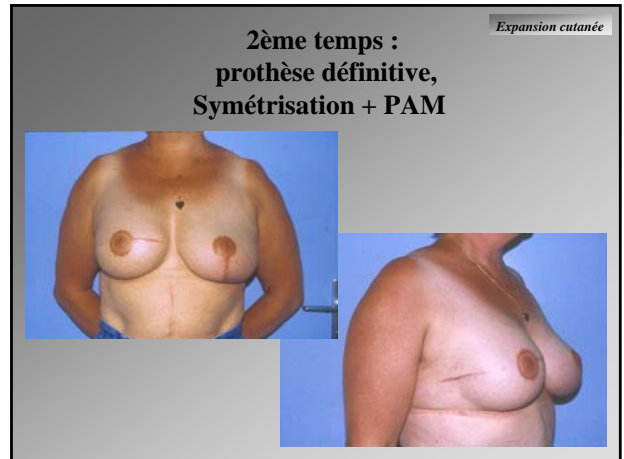 Expansion cutanée
2ème temps :
prothèse définitive,
Symétrisation + PAM